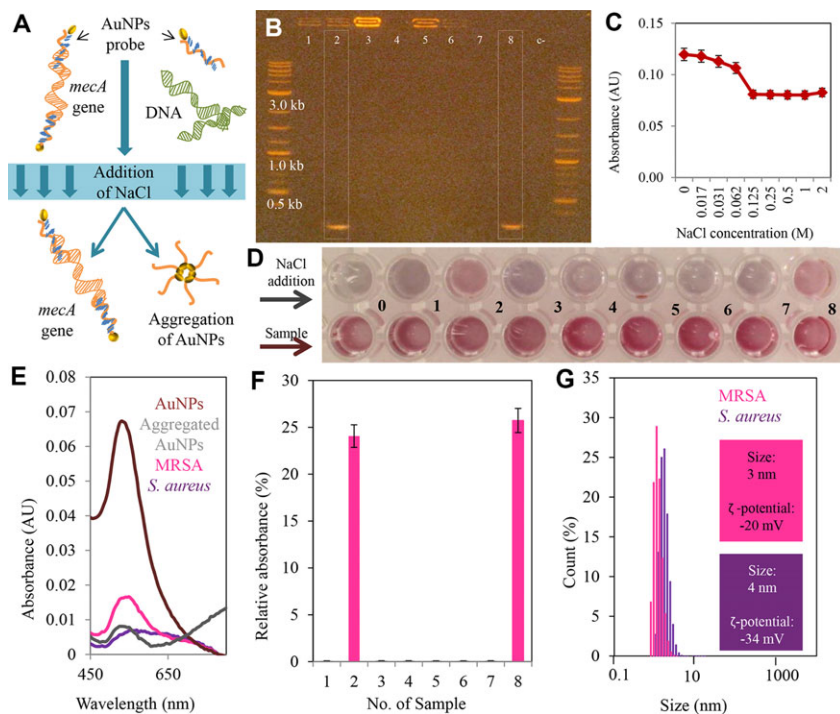 A
AuNPs
probe
mecA
gene
DNA
Addition
of NaCl
mecA
gene
Aggregation
of AuNPs
B
1 2 3 4 5 6 7 8 c-
3.0 kb
1.0 kb
0.5 kb
C
Absorbance (AU)
0.15
0.10
0.05
0.00
0 0.017 0.031 0.062 0.125 0.25 0.5 1 2
NaCl concentration (M)
D
NaCl
addition
0 1 2 3 4 5 6 7 8
Sample
E
Absorbance (AU)
0.08
0.07
0.06
0.05
0.04
0.03
0.02
0.01
0
450 650
Wavelength (nm)
AuNPs
Aggregated
AuNPs
MRSA
S. aureus
F
Relative absorbance (%)
30
25
20
15
10
5
0
1 2 3 4 5 6 7 8
No. of Sample
G
Count (%)
35
30
25
20
15
10
5
0
0.1 10 1000
Size (nm)
MRSA
S. aureus
Size:
3 nm
ζ -potential:
-20 mV
Size:
4 nm
ζ-potential:
-34 mV